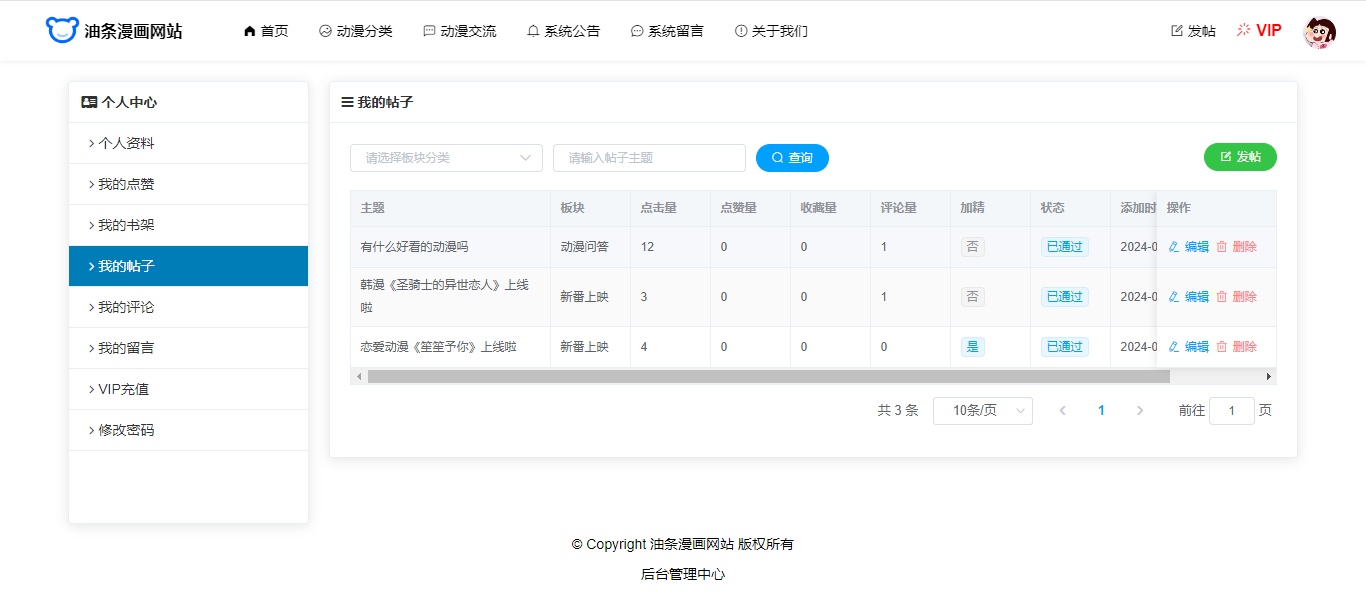 油条漫画网站 首页 动漫分类 动漫交流 系统公告 系统留言 关于我们 发帖 VIP
个人中心
个人资料
我的点赞
我的书架
我的帖子
我的评论
我的留言
VIP充值
修改密码
我的帖子
请选择板块分类 请输入帖子主题 查询 发帖
主题 板块 点击量 点赞量 收藏量 评论量 加精 状态 添加时 操作
有什么好看的动漫吗 动漫问答 12 0 0 1 否 已通过 2024-0 编辑 删除
韩漫《圣骑士的异世恋人》上线
啦 新番上映 3 0 0 1 否 已通过 2024-0 编辑 删除
恋爱动漫《笙笙予你》上线啦 新番上映 4 0 0 0 是 已通过 2024-0 编辑 删除
共 3 条 10条/页 1 前往 1 页
© Copyright 油条漫画网站 版权所有
后台管理中心